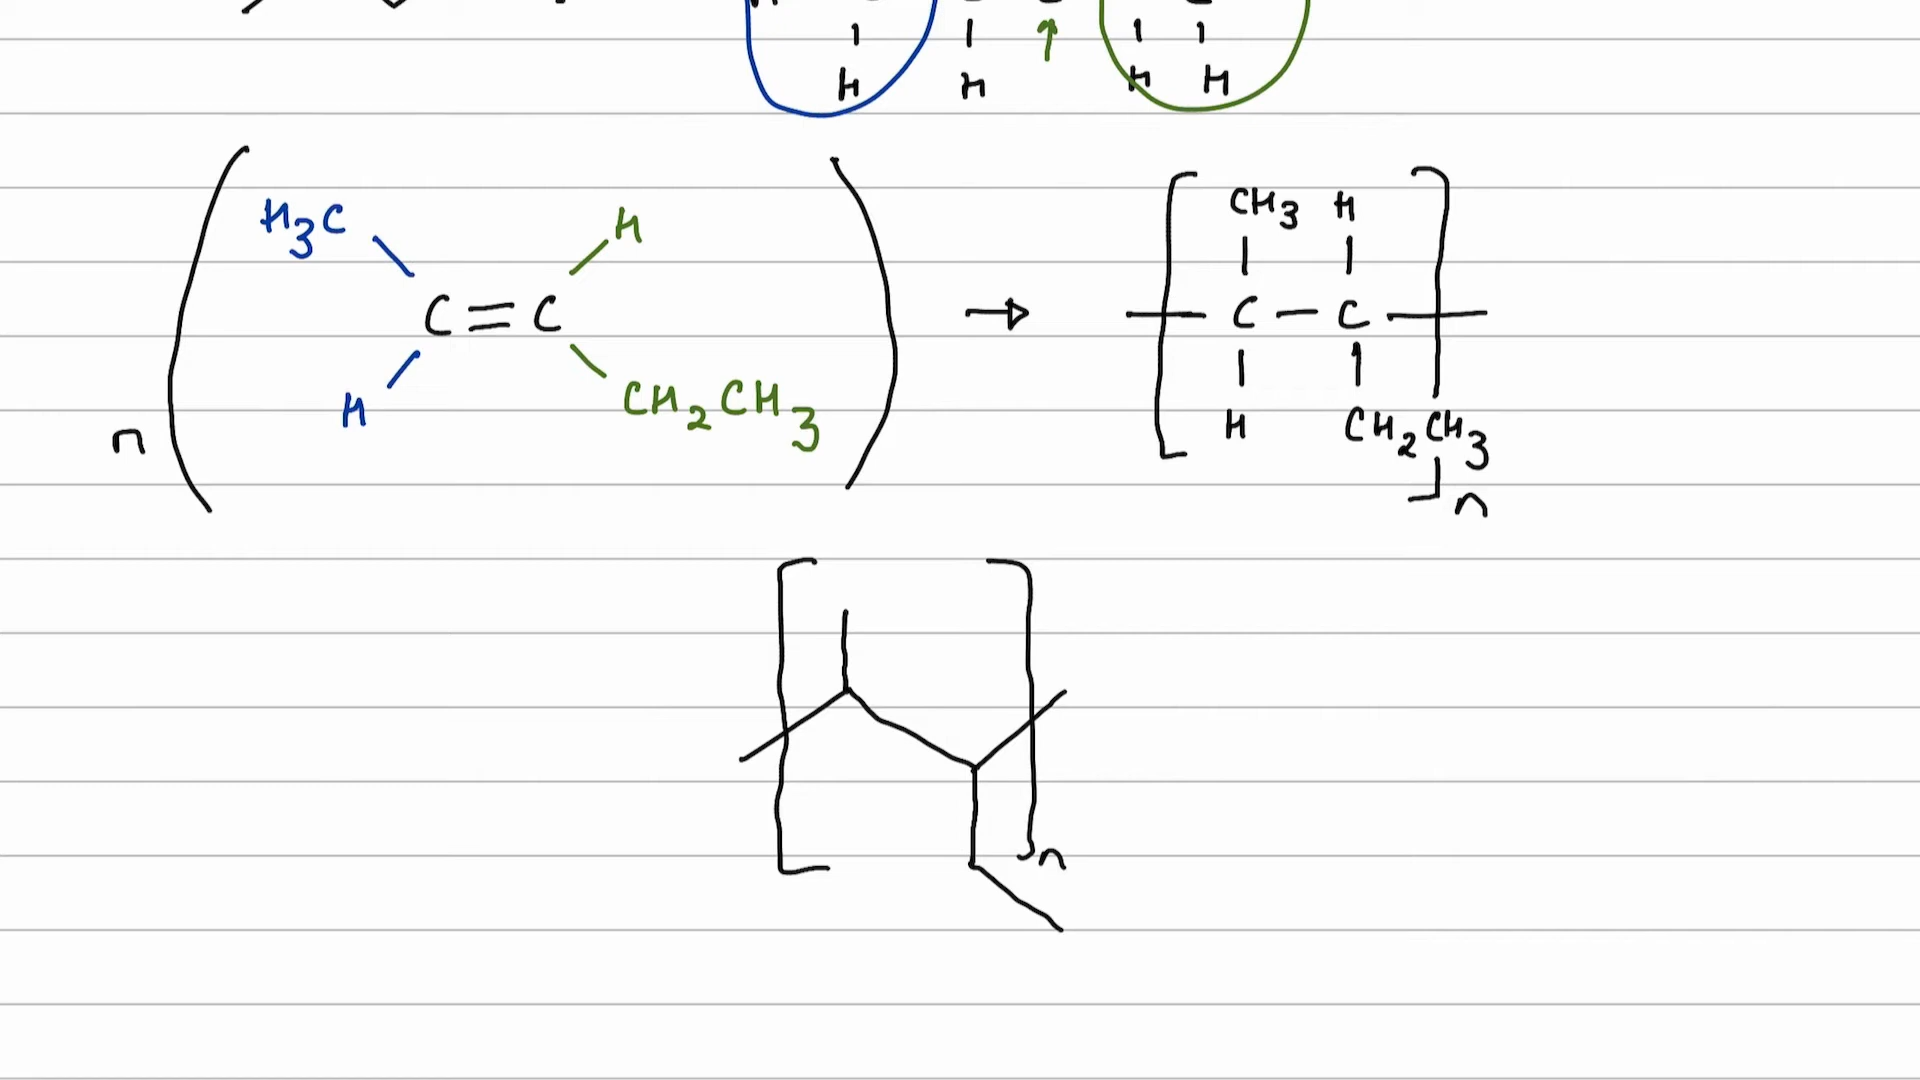 H H H H
H₃C H CH₃ H
C = C → C — C
H CH₂CH₃ H CH₂CH₃
n n
n